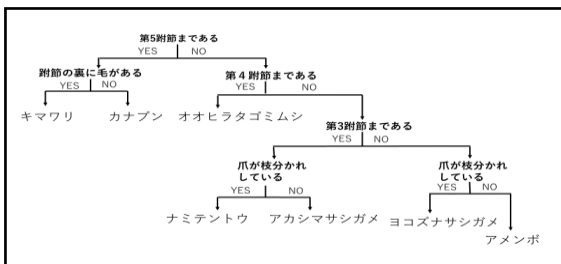 第5跗節まである
YES NO
跗節の裏に毛がある
YES NO
キマワリ
カナブン
第４跗節まである
YES NO
オオヒラタゴミムシ
第3跗節まである
YES NO
爪が枝分かれ
している
YES NO
ナミテントウ
アカシマサシガメ
爪が枝分かれ
している
YES NO
ヨコズナサシガメ
アメンボ